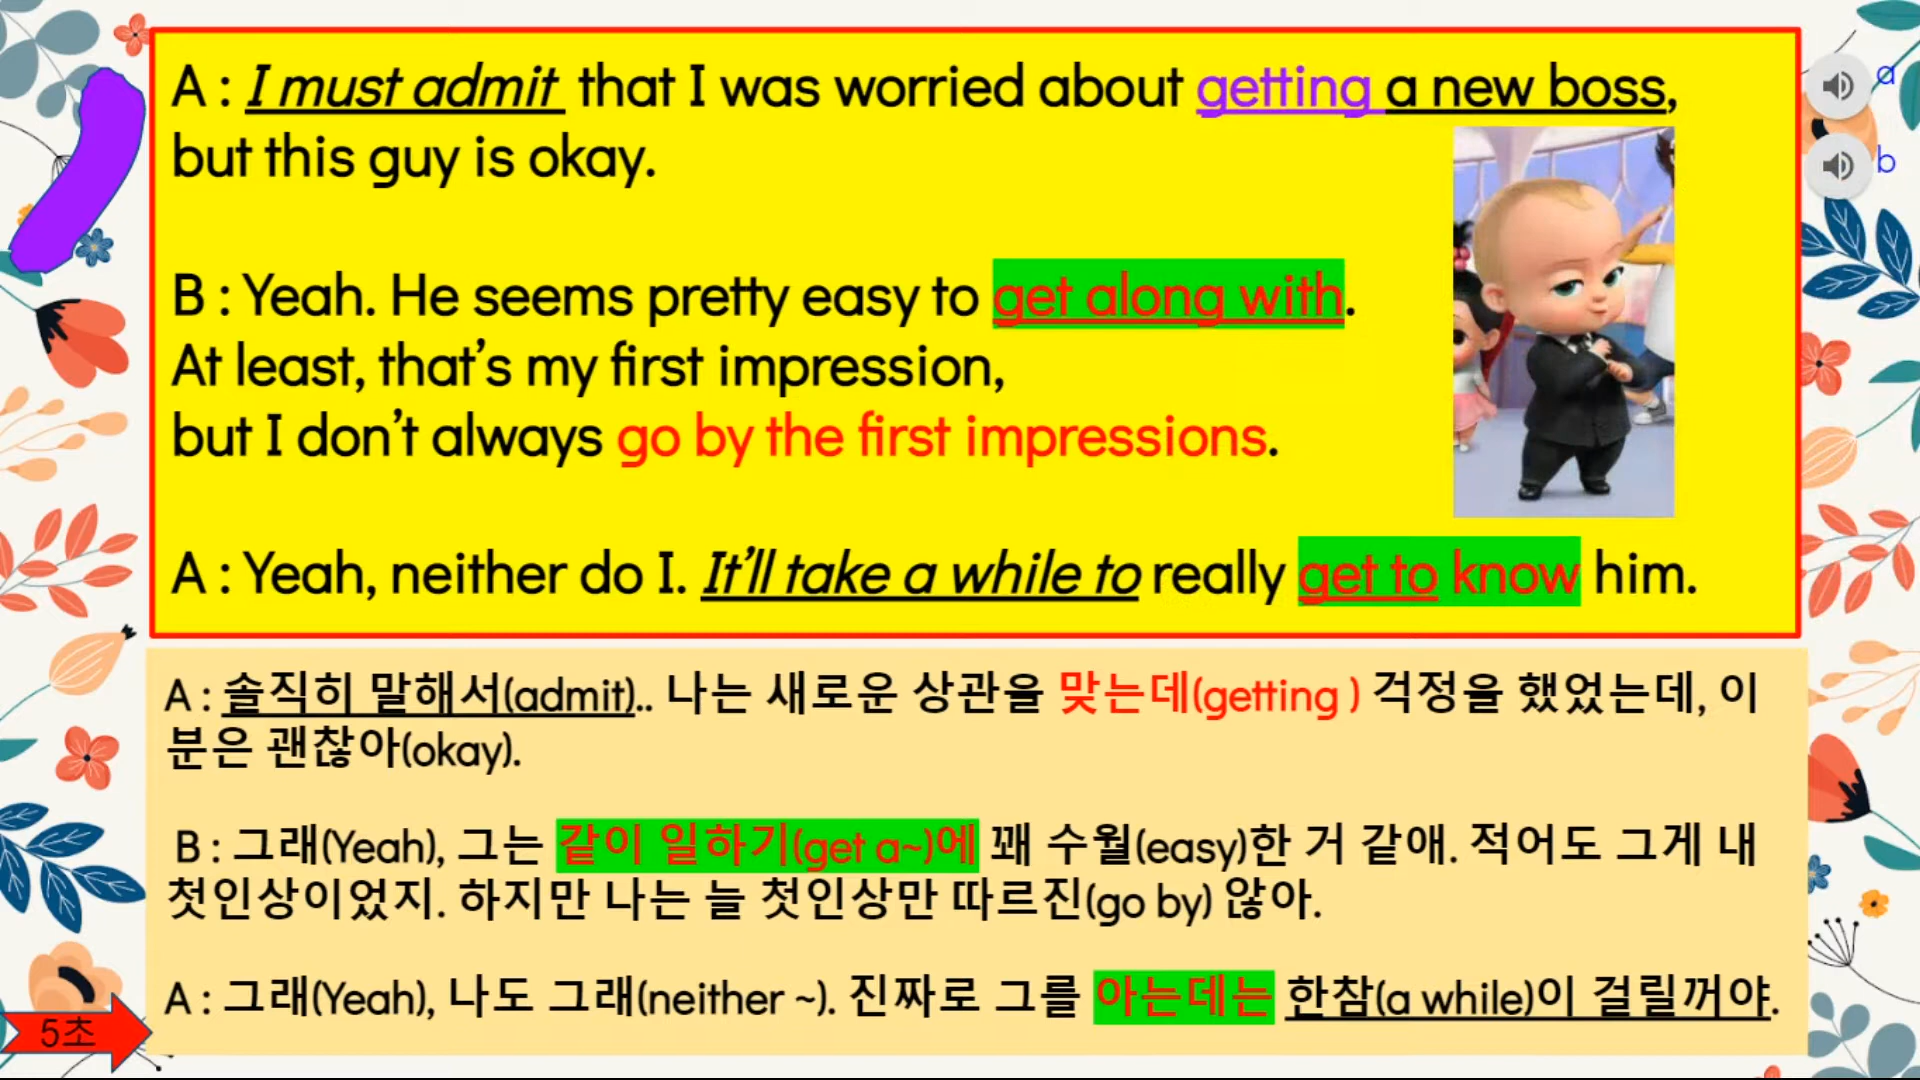 A : I must admit that I was worried about getting a new boss,
but this guy is okay.
B : Yeah. He seems pretty easy to get along with.
At least, that's my first impression,
but I don't always go by the first impressions.
A : Yeah, neither do I. It'll take a while to really get to know him.
a
b
A : 솔직히 말해서(admit).. 나는 새로운 상관을 맞는데(getting ) 걱정을 했었는데, 이
분은 괜찮아(okay).
B : 그래(Yeah), 그는 같이 일하기(get a~)에 꽤 수월(easy)한 거 같애. 적어도 그게 내
첫인상이었지. 하지만 나는 늘 첫인상만 따르진(go by) 않아.
A : 그래(Yeah), 나도 그래(neither ~). 진짜로 그를 아는데는 한참(a while)이 걸릴꺼야.
5초